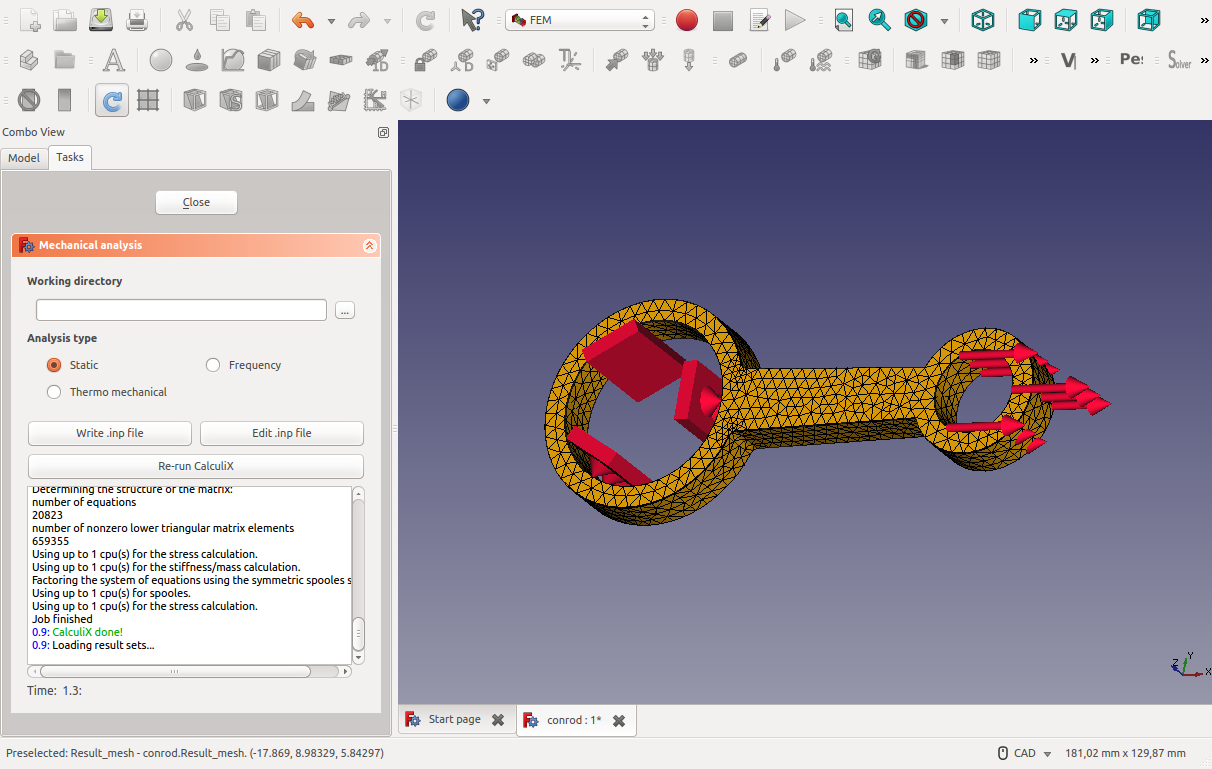 FEM
1D
D
V
Pe
Solver
Combo View
Model
Tasks
Close
Mechanical analysis
Working directory
...
Analysis type
Static
Frequency
Thermo mechanical
Write .inp file
Edit .inp file
Re-run CalculiX
Determining the structure of the matrix:
number of equations
20823
number of nonzero lower triangular matrix elements
659355
Using up to 1 cpu(s) for the stress calculation.
Using up to 1 cpu(s) for the stiffness/mass calculation.
Factoring the system of equations using the symmetric spooles s
Using up to 1 cpu(s) for spooles.
Using up to 1 cpu(s) for the stress calculation.
Job finished
0.9: CalculiX done!
0.9: Loading result sets...
Time: 1.3:
Z
Y
X
Start page
conrod : 1*
Preselected: Result_mesh - conrod.Result_mesh. (-17.869, 8.98329, 5.84297)
CAD
181,02 mm x 129,87 mm